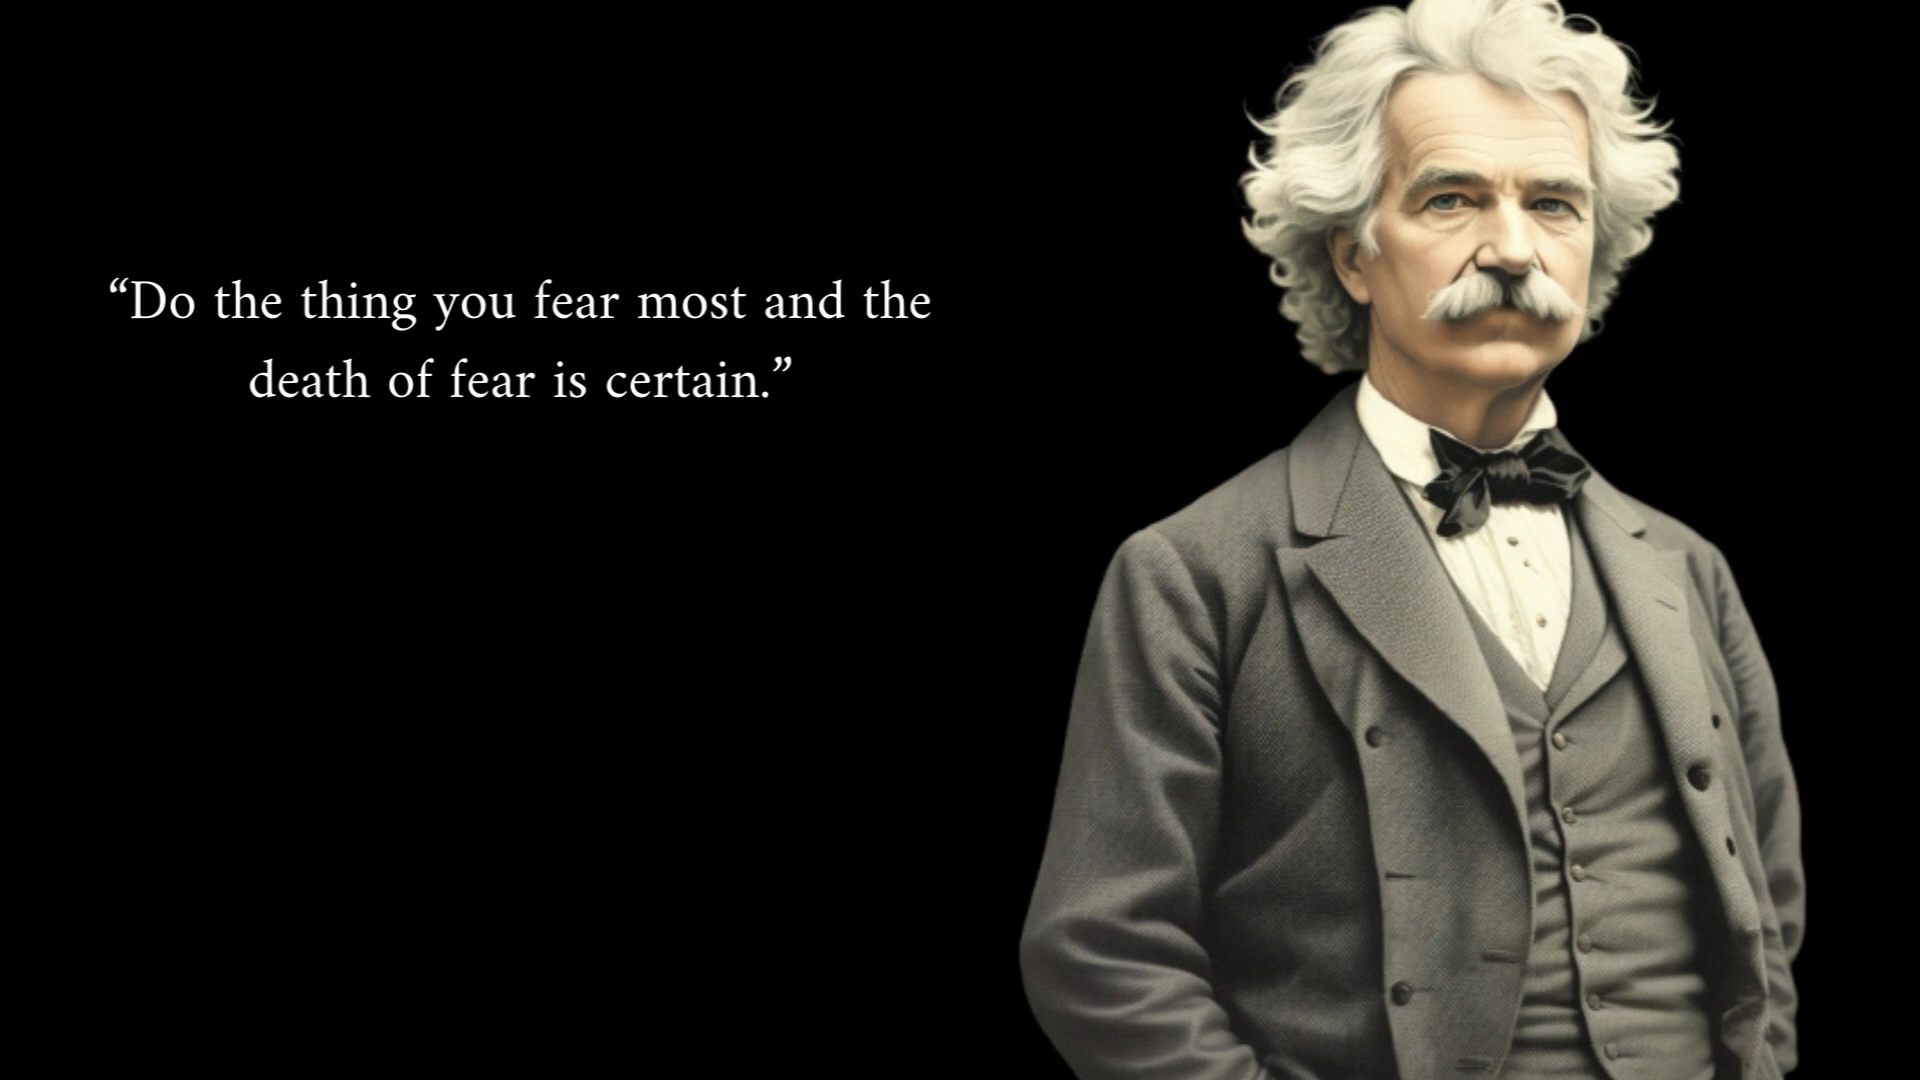 “Do the thing you fear most and the
death of fear is certain.”